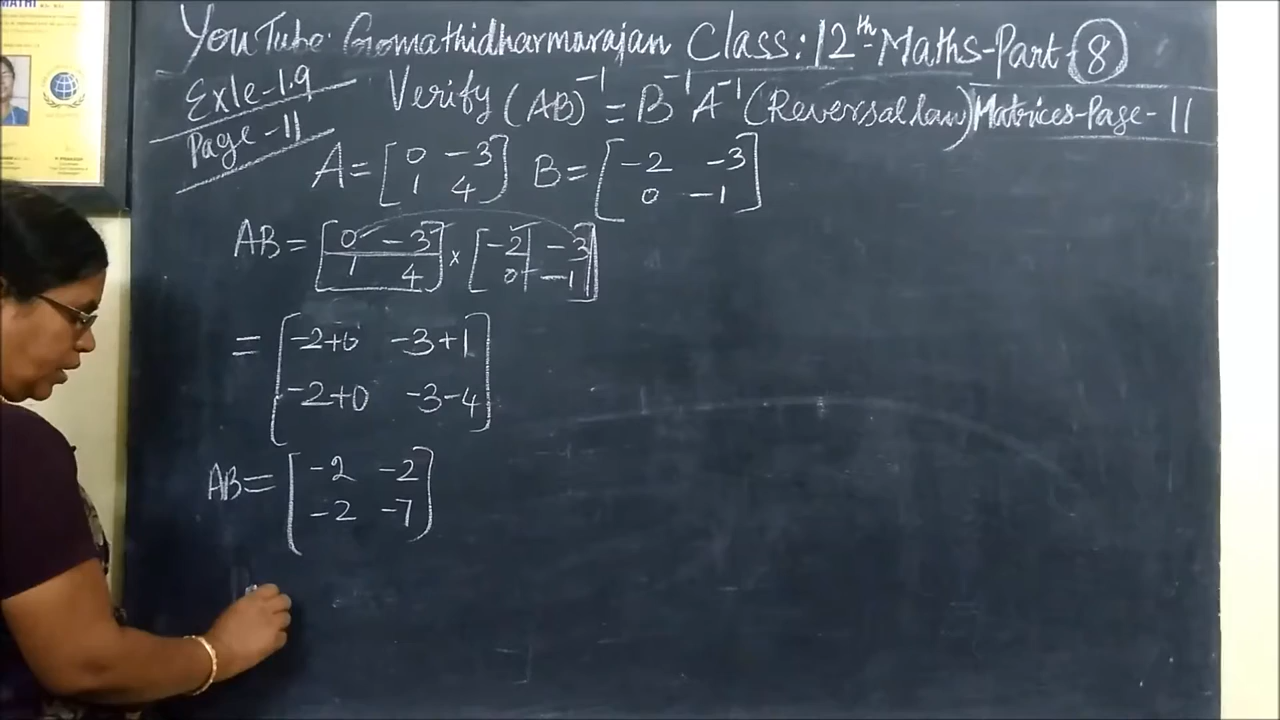 MATHI
YouTube: Gomathidharmarajan Class: 12th-Maths-Part-8
Exle-1.9 Verify (AB)⁻¹ = B⁻¹A⁻¹ (Reversal law) Matrices-Page-11
Page-11
A = [0 -3] B = [-2 -3]
[1 4] [0 -1]
AB = [0 -3] × [-2 -3]
[1 4] [0 -1]
= [-2+0 -3+1]
[-2+0 -3-4]
AB = [-2 -2]
[-2 -7]